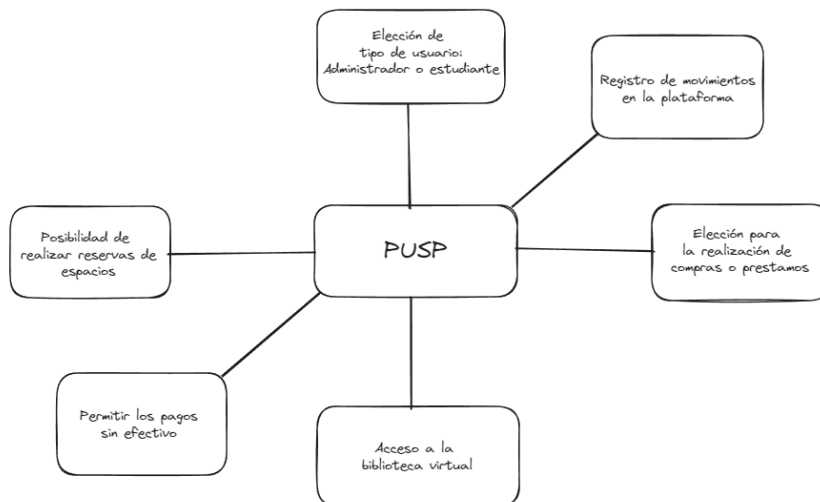 Elección de
tipo de usuario:
Administrador o estudiante
Registro de movimientos
en la plataforma
Posibilidad de
realizar reservas de
espacios
PUSP
Elección para
la realización de
compras o prestamos
Permitir los pagos
sin efectivo
Acceso a la
biblioteca virtual